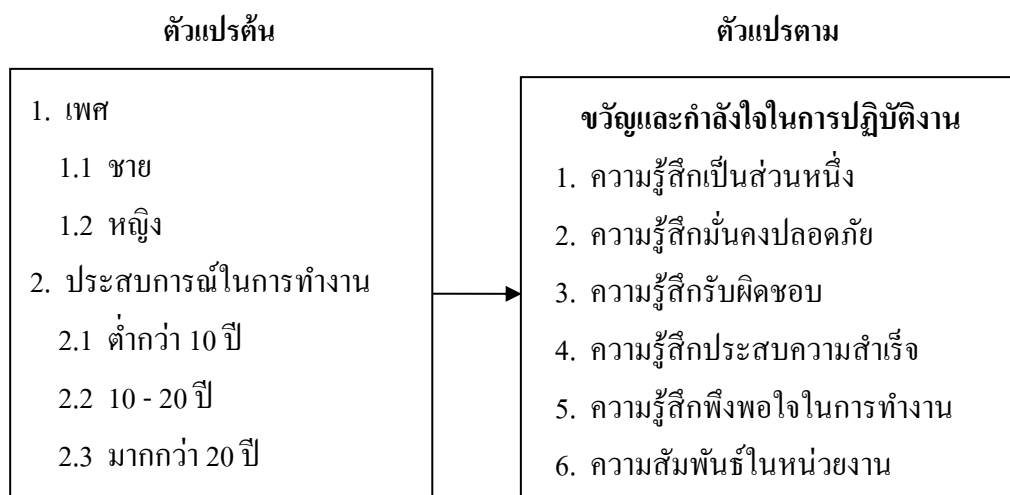 ตัวแปรต้น
1. เพศ
1.1 ชาย
1.2 หญิง
2. ประสบการณ์ในการทำงาน
2.1 ต่ำกว่า 10 ปี
2.2 10 - 20 ปี
2.3 มากกว่า 20 ปี
ตัวแปรตาม
ขวัญและกำลังใจในการปฏิบัติงาน
1. ความรู้สึกเป็นส่วนหนึ่ง
2. ความรู้สึกมั่นคงปลอดภัย
3. ความรู้สึกรับผิดชอบ
4. ความรู้สึกประสบความสำเร็จ
5. ความรู้สึกพึงพอใจในการทำงาน
6. ความสัมพันธ์ในหน่วยงาน